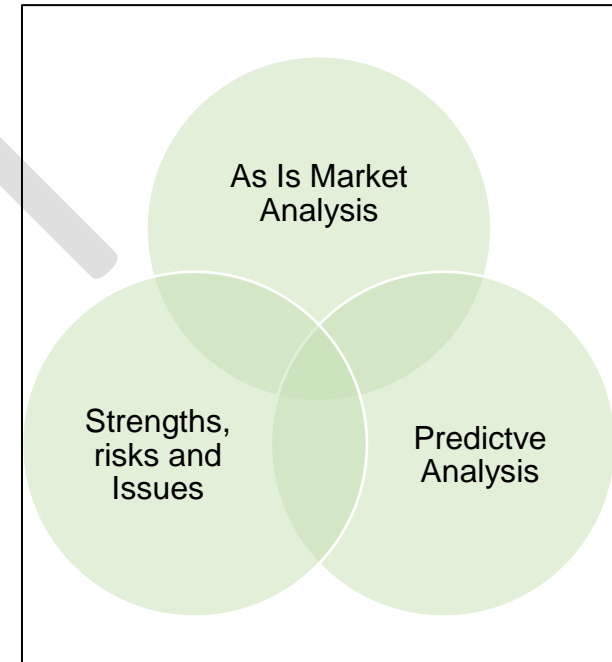 As Is Market
Analysis
Strengths,
risks and
Issues
Predictve
Analysis